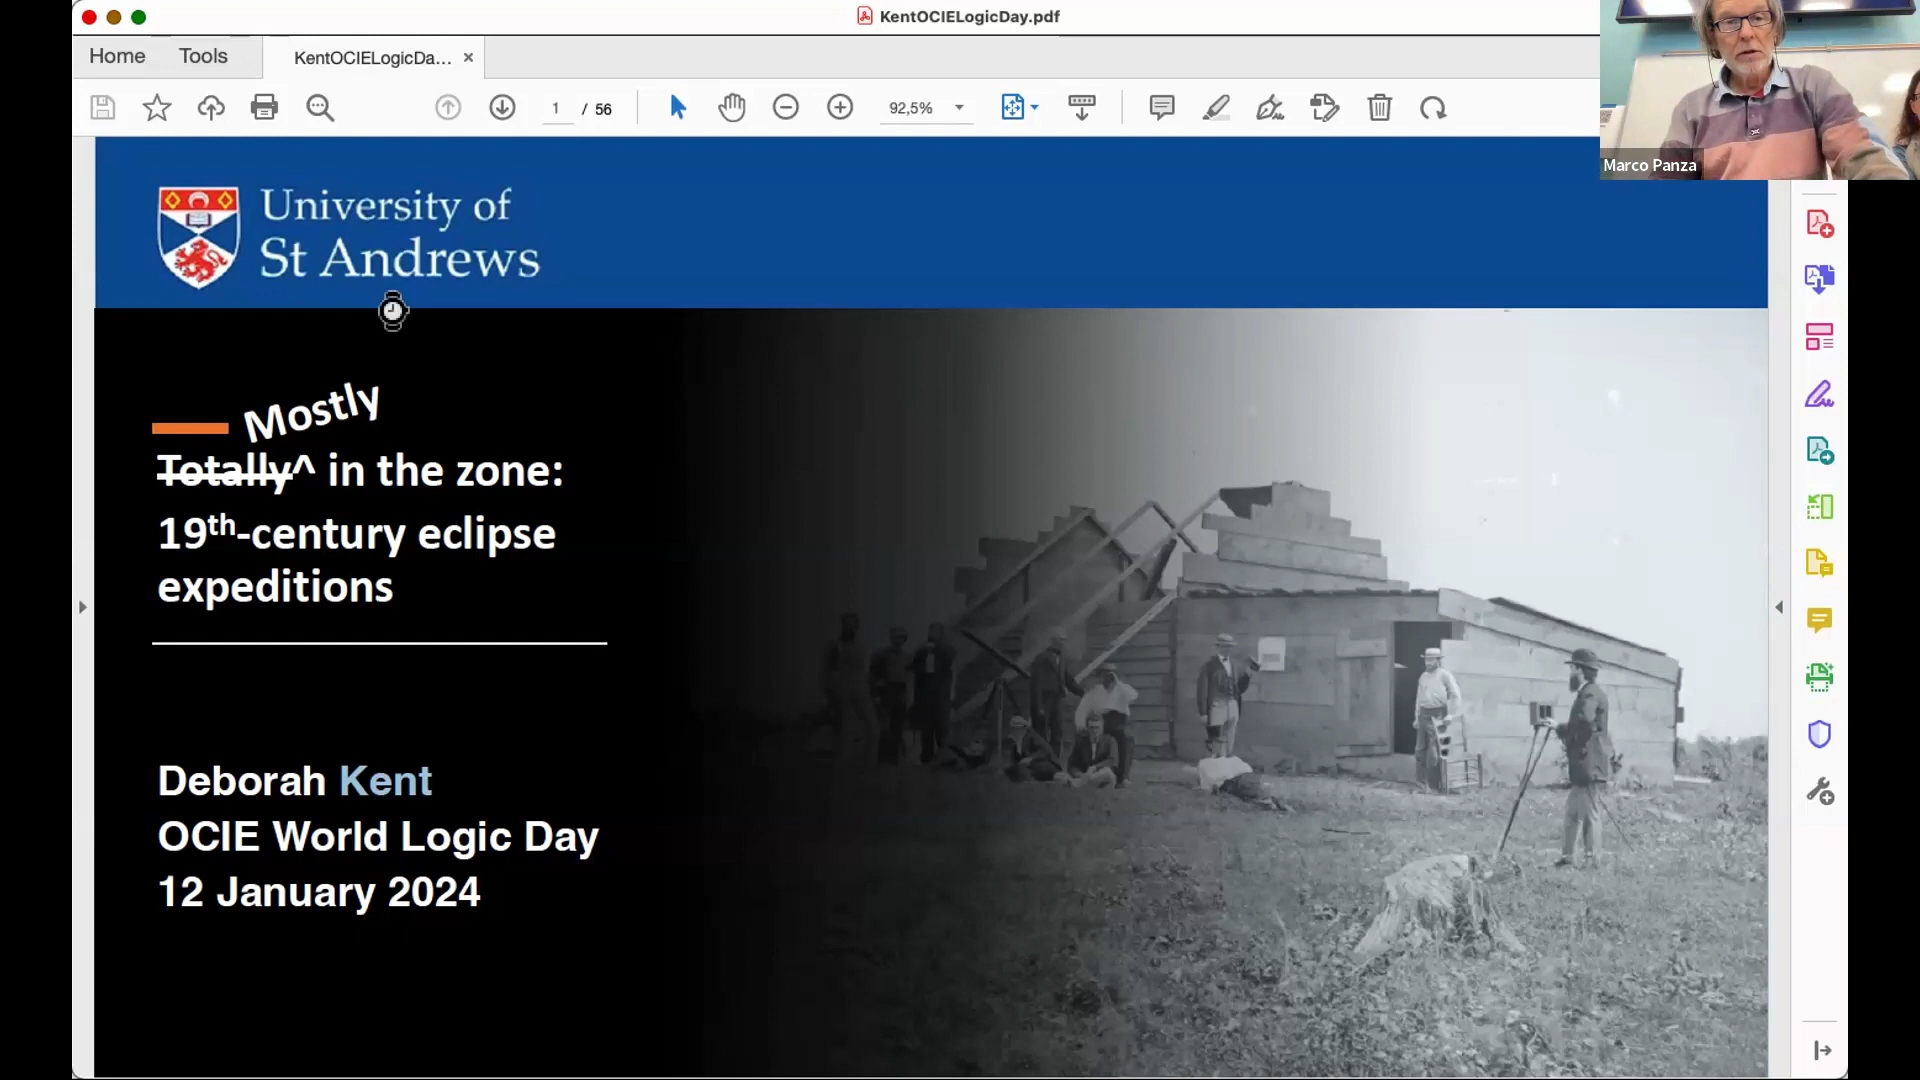 KentOCIELogicDay.pdf
Home
Tools
KentOCIELogicDa...
1 / 56
92,5%
Marco Panza
University of
St Andrews
Mostly
Totally^ in the zone:
19th-century eclipse
expeditions
Deborah Kent
OCIE World Logic Day
12 January 2024